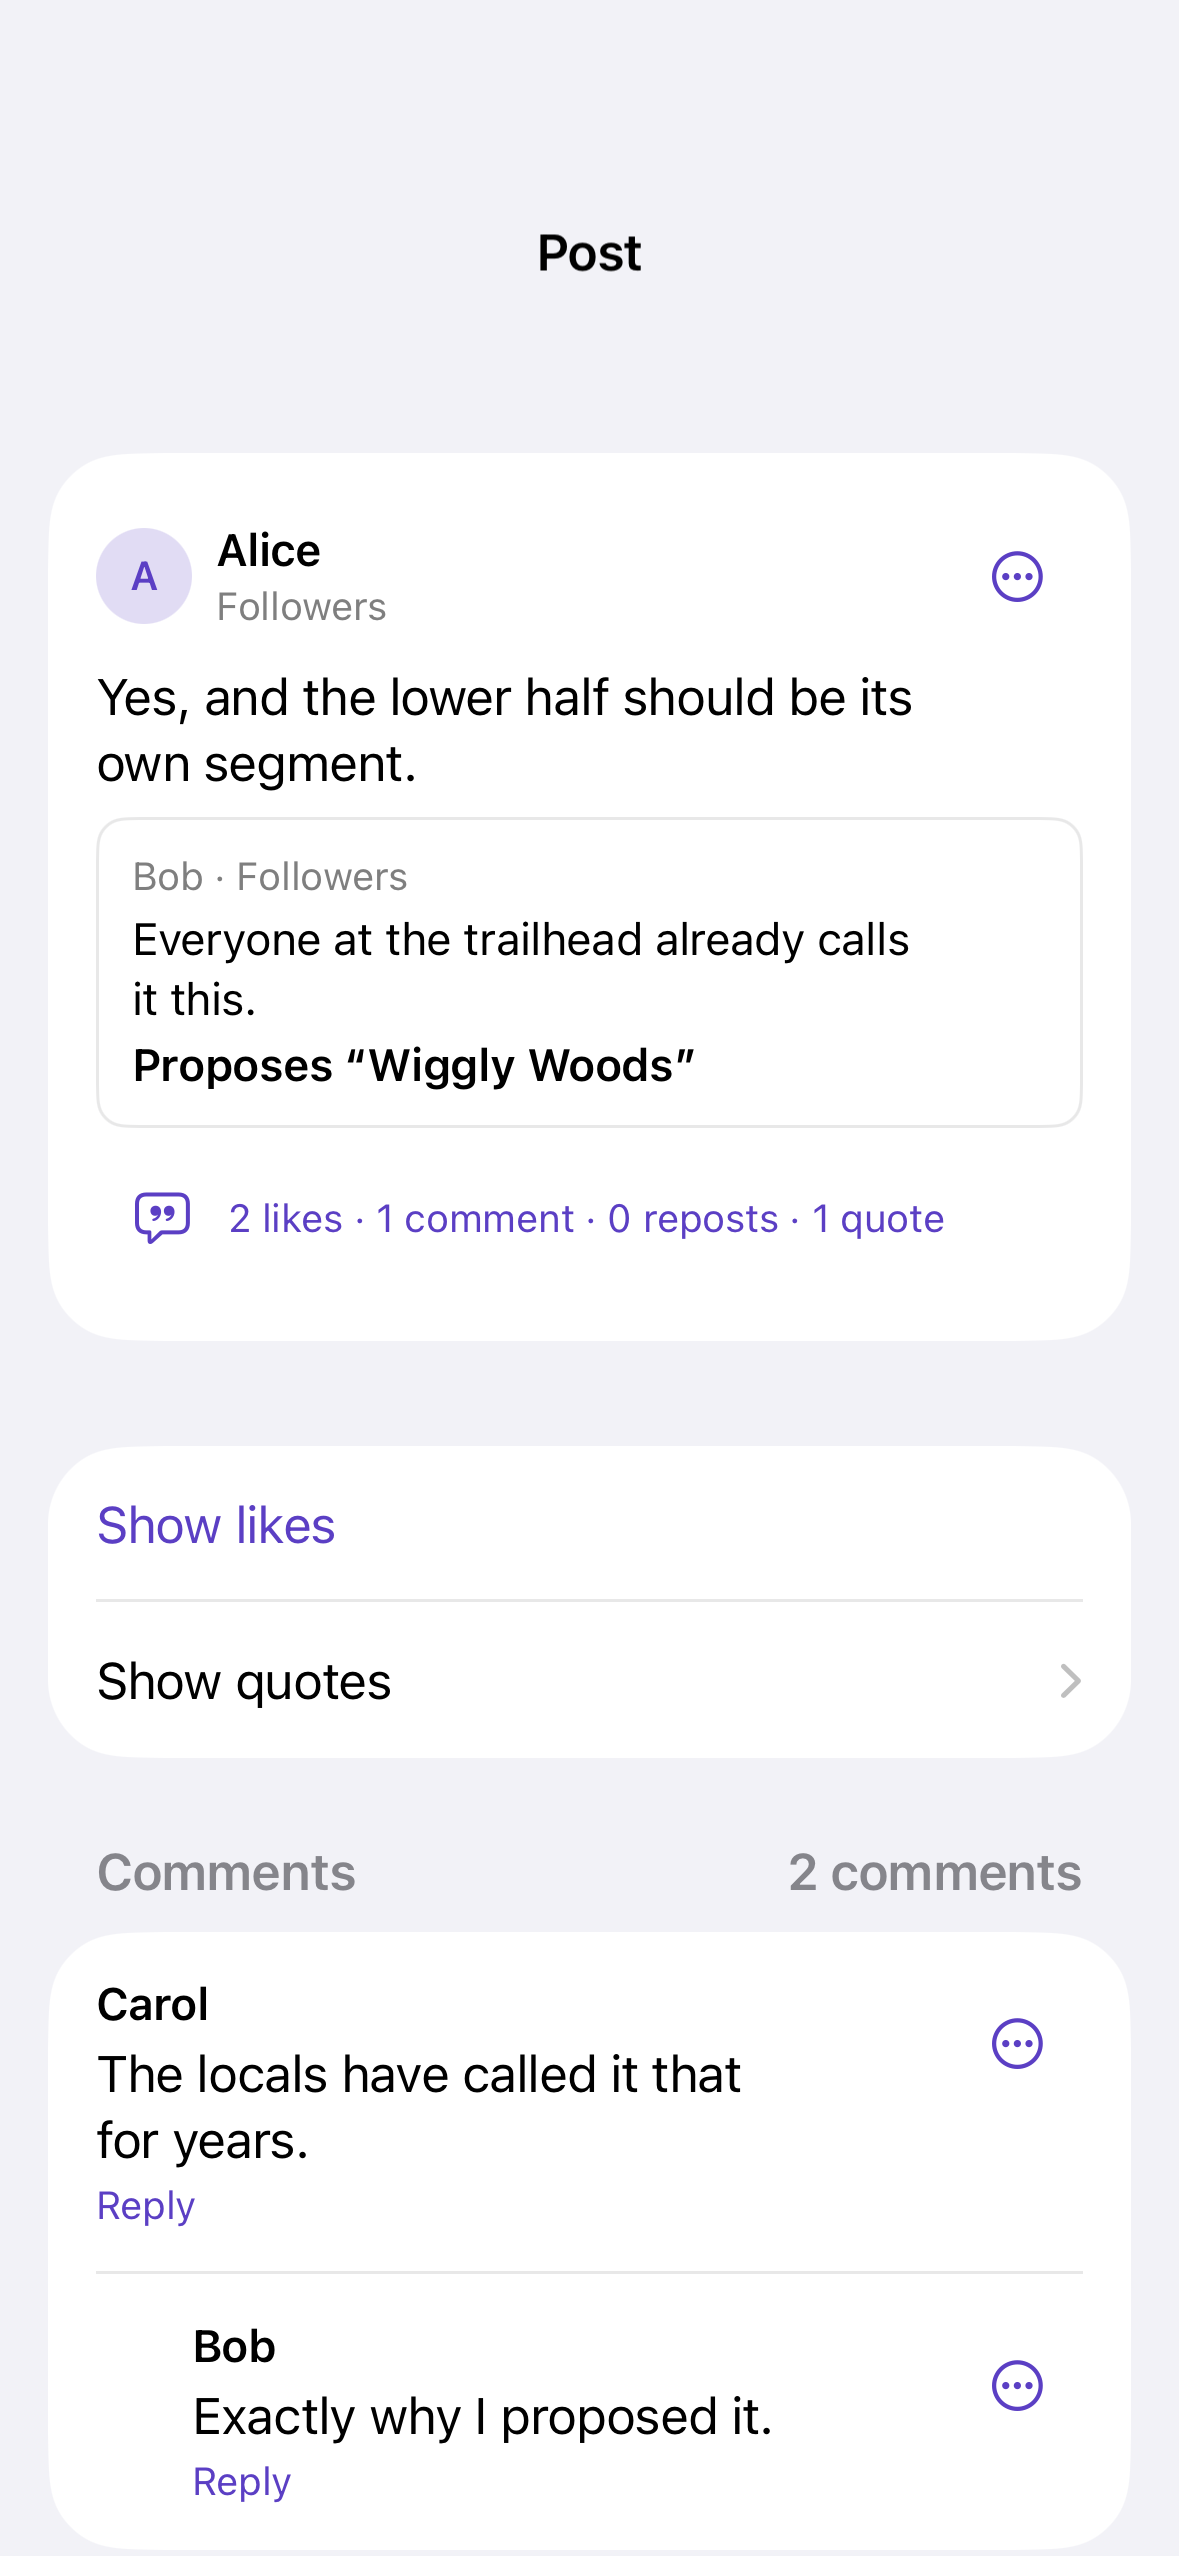 Post
A
Alice
Followers
Yes, and the lower half should be its
own segment.
Bob · Followers
Everyone at the trailhead already calls
it this.
Proposes “Wiggly Woods”
2 likes · 1 comment · 0 reposts · 1 quote
Show likes
Show quotes
Comments
2 comments
Carol
The locals have called it that
for years.
Reply
Bob
Exactly why I proposed it.
Reply